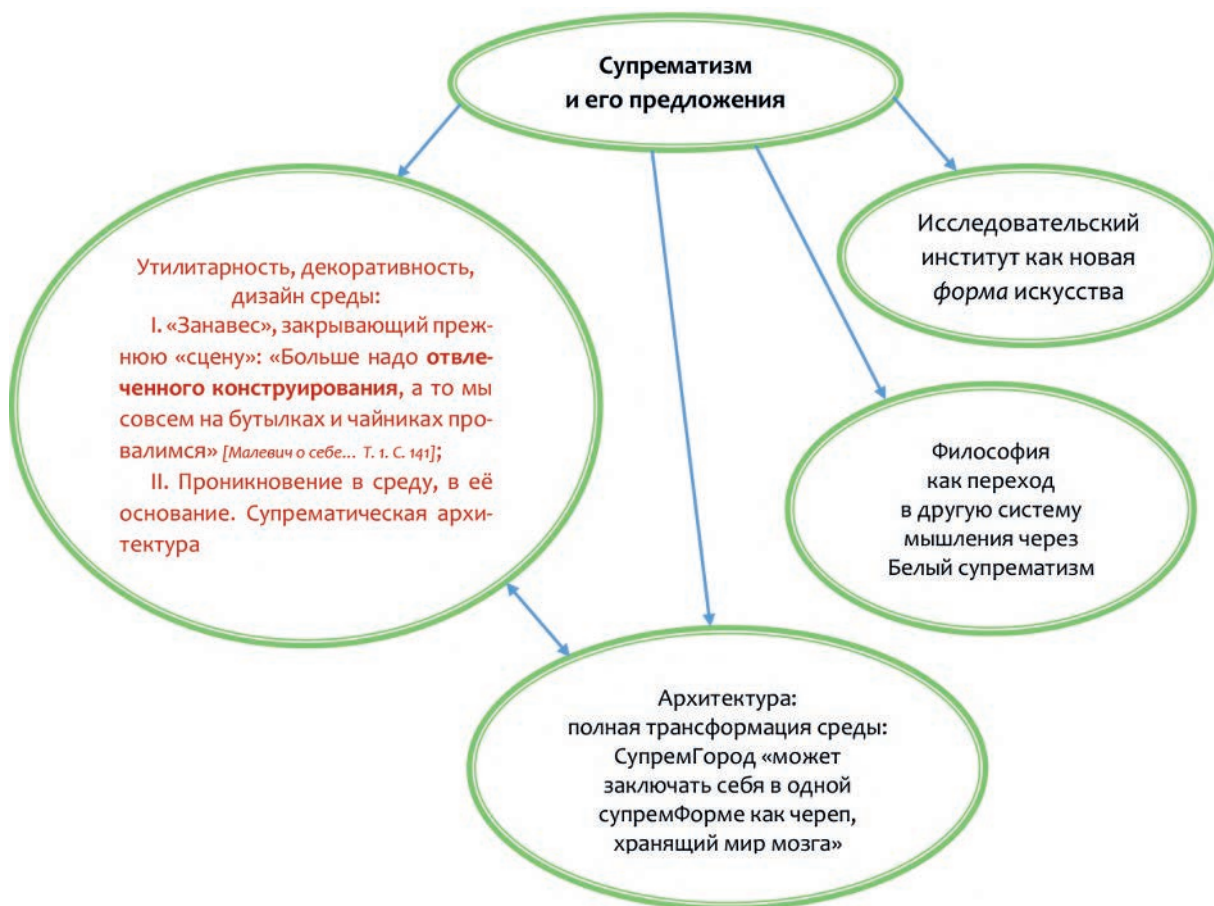 Супрематизм
и его предложения
Утилитарность, декоративность,
дизайн среды:
I. «Занавес», закрывающий преж-
нюю «сцену»: «Больше надо отвле-
ченного конструирования, а то мы
совсем на бутылках и чайниках про-
валимся» [Малевич о себе... Т. 1. С. 141];
II. Проникновение в среду, в её
основание. Супрематическая архи-
тектура
Исследовательский
институт как новая
форма искусства
Философия
как переход
в другую систему
мышления через
Белый супрематизм
Архитектура:
полная трансформация среды:
СупремГород «может
заключать себя в одной
супремФорме как череп,
хранящий мир мозга»